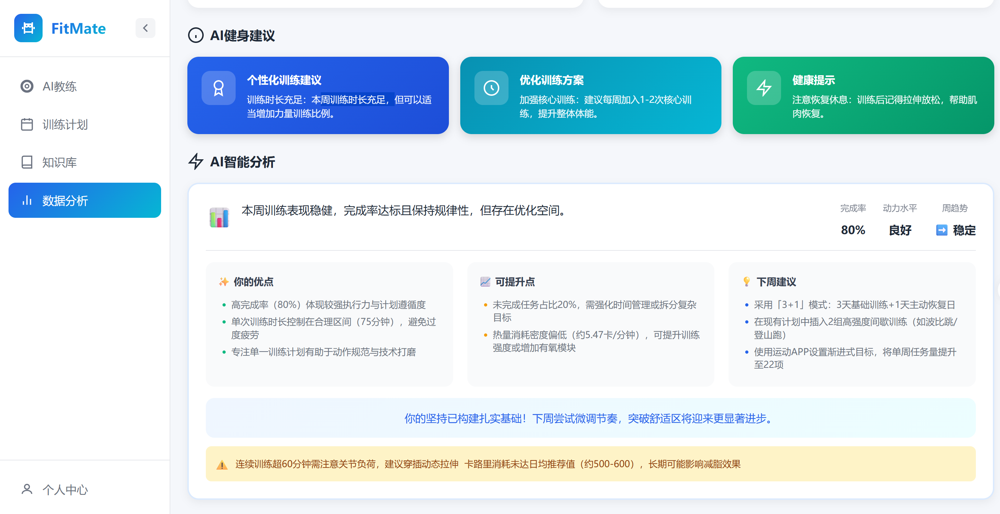 FitMate
AI教练
训练计划
知识库
数据分析
个人中心
AI健身建议
个性化训练建议
训练时长充足：本周训练时长充足，但可以适
当增加力量训练比例。
优化训练方案
加强核心训练：建议每周加入1-2次核心训
练，提升整体体能。
健康提示
注意恢复休息：训练后记得拉伸放松，帮助肌
肉恢复。
AI智能分析
本周训练表现稳健，完成率达标且保持规律性，但存在优化空间。
完成率
80%
动力水平
良好
周趋势
➡️ 稳定
你的优点
高完成率（80%）体现较强执行力与计划遵循度
单次训练时长控制在合理区间（75分钟），避免过
度疲劳
专注单一训练计划有助于动作规范与技术打磨
可提升点
未完成任务占比20%，需强化时间管理或拆分复杂
目标
热量消耗密度偏低（约5.47卡/分钟），可提升训练
强度或增加有氧模块
下周建议
采用「3+1」模式：3天基础训练+1天主动恢复日
在现有计划中插入2组高强度间歇训练（如波比跳/
登山跑）
使用运动APP设置渐进式目标，将单周任务量提升
至22项
你的坚持已构建扎实基础！下周尝试微调节奏，突破舒适区将迎来更显著进步。
连续训练超60分钟需注意关节负荷，建议穿插动态拉伸 卡路里消耗未达日均推荐值（约500-600），长期可能影响减脂效果